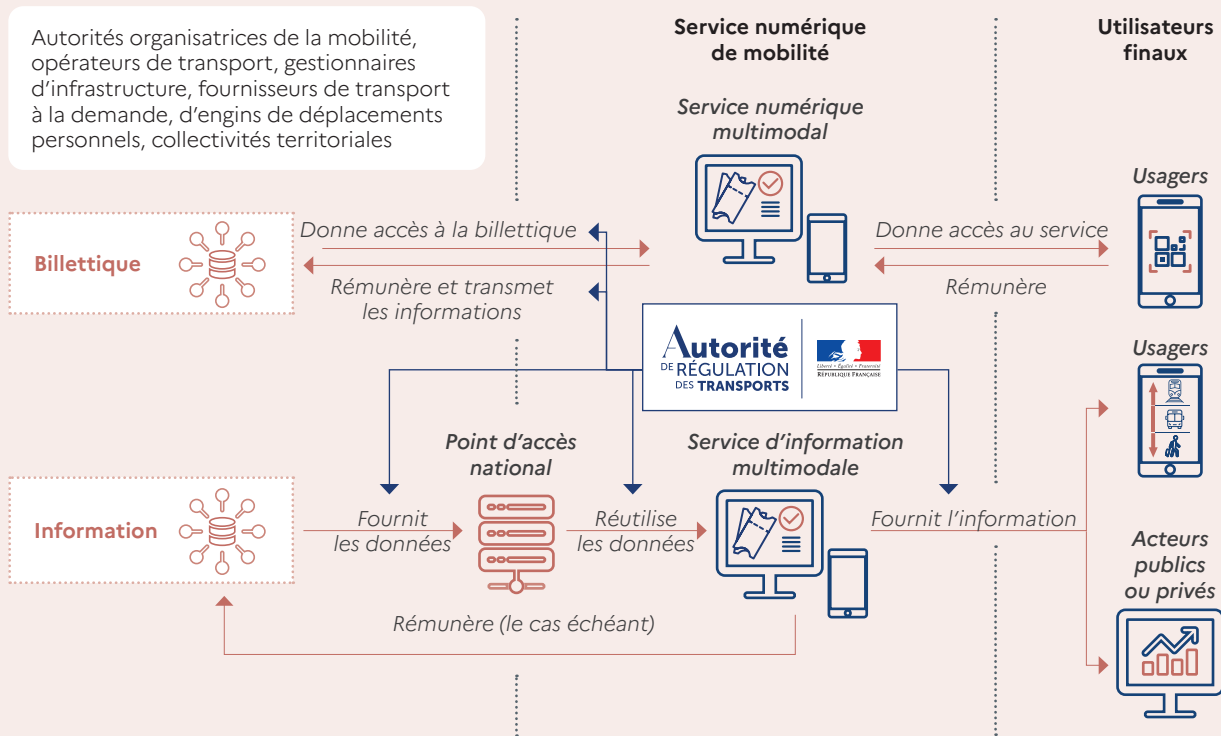 Autorités organisatrices de la mobilité,
opérateurs de transport, gestionnaires
d’infrastructure, fournisseurs de transport
à la demande, d’engins de déplacements
personnels, collectivités territoriales
Service numérique
de mobilité
Utilisateurs
finaux
Service numérique
multimodal
Usagers
Billettique
Donne accès à la billettique
Rémunère et transmet
les informations
Donne accès au service
Rémunère
Autorité
DE RÉGULATION
DES TRANSPORTS
Liberté • Égalité • Fraternité
RÉPUBLIQUE FRANÇAISE
Usagers
Point d’accès
national
Service d’information
multimodale
Information
Fournit
les données
Réutilise
les données
Fournit l’information
Acteurs
publics
ou privés
Rémunère (le cas échéant)